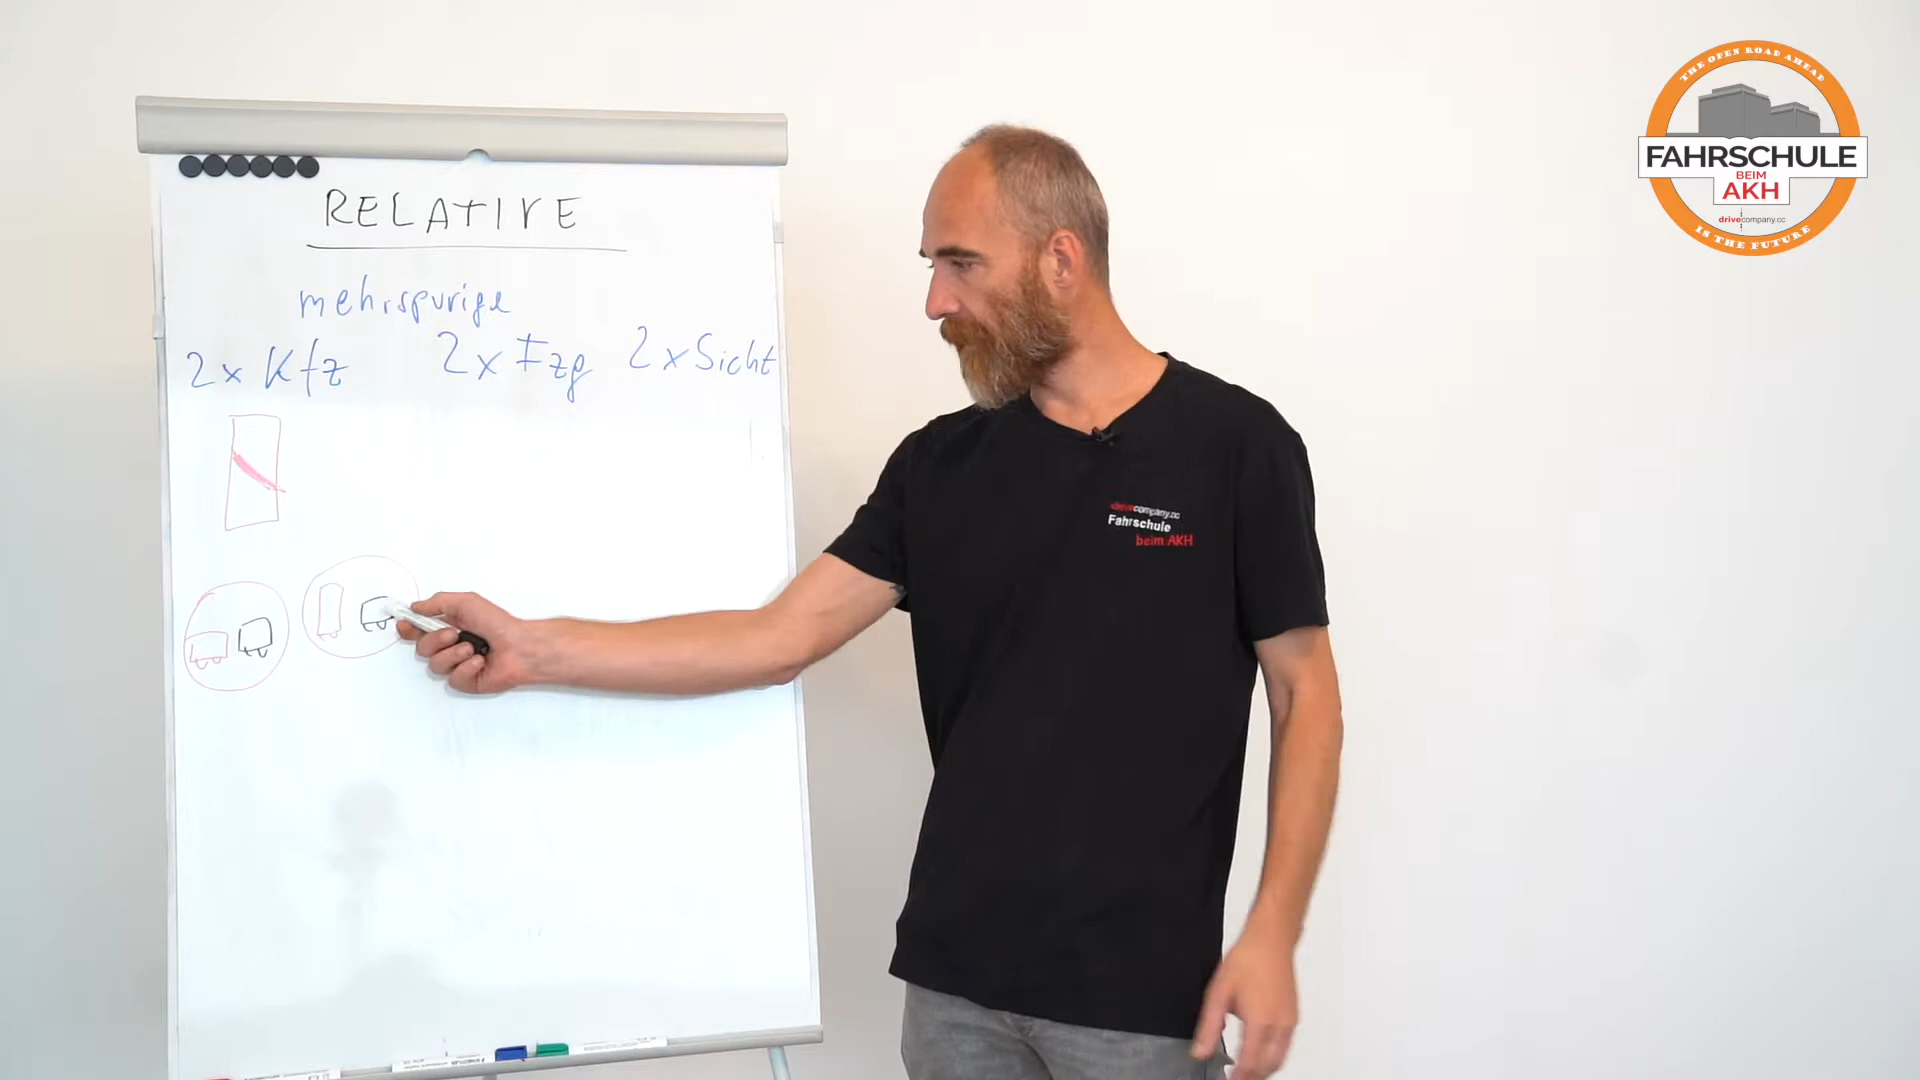 RELATIVE
mehrspurige
2x Kfz
2x Fzg
2x Sicht
THE OPEN ROAD AHEAD
FAHRSCHULE
BEIM
AKH
drivecompany.cc
IS THE FUTURE
drivecompany.cc
Fahrschule
beim AKH